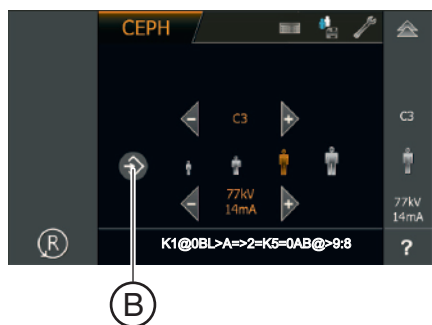 CEPH
C3
C3
77kV
14mA
77kV
14mA
R
K1@0BL>A=>2=K5=0AB@>9:8
?
B